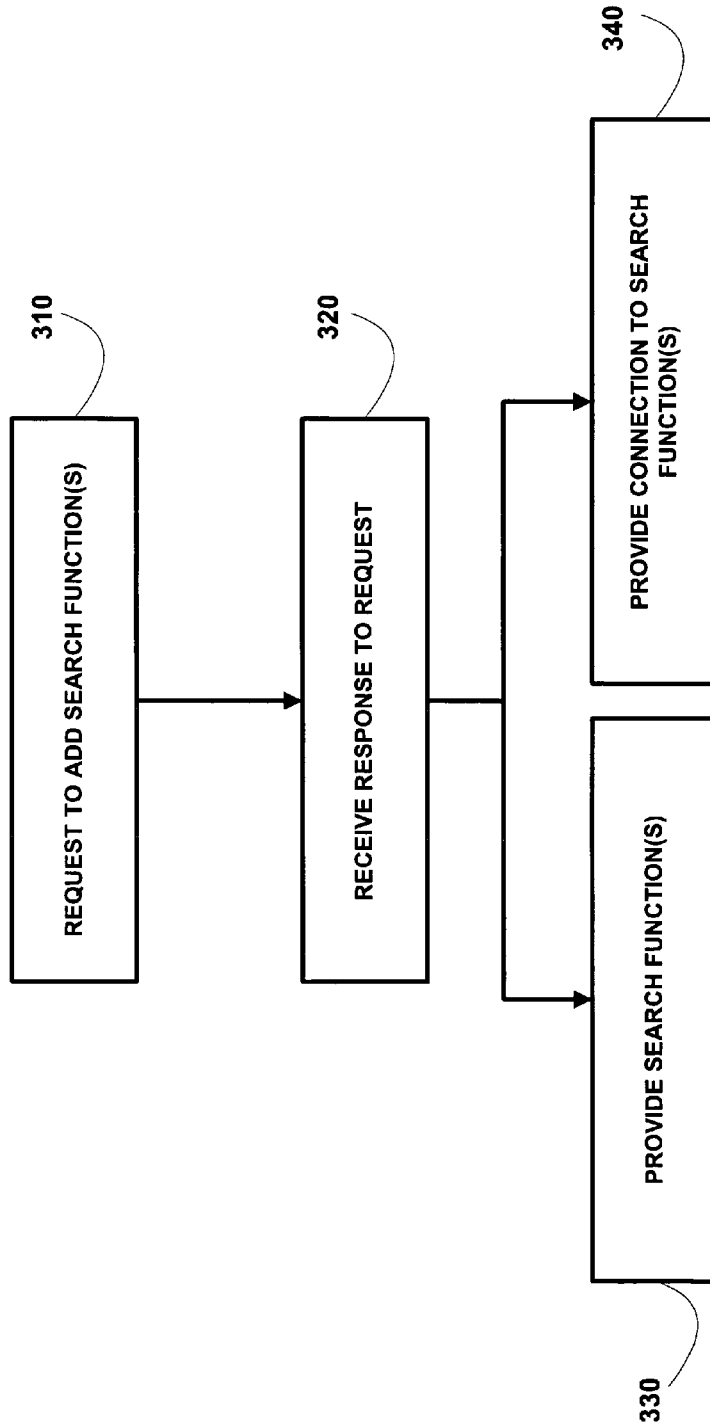 310
REQUEST TO ADD SEARCH FUNCTION(S)
320
RECEIVE RESPONSE TO REQUEST
330
PROVIDE SEARCH FUNCTION(S)
340
PROVIDE CONNECTION TO SEARCH
FUNCTION(S)